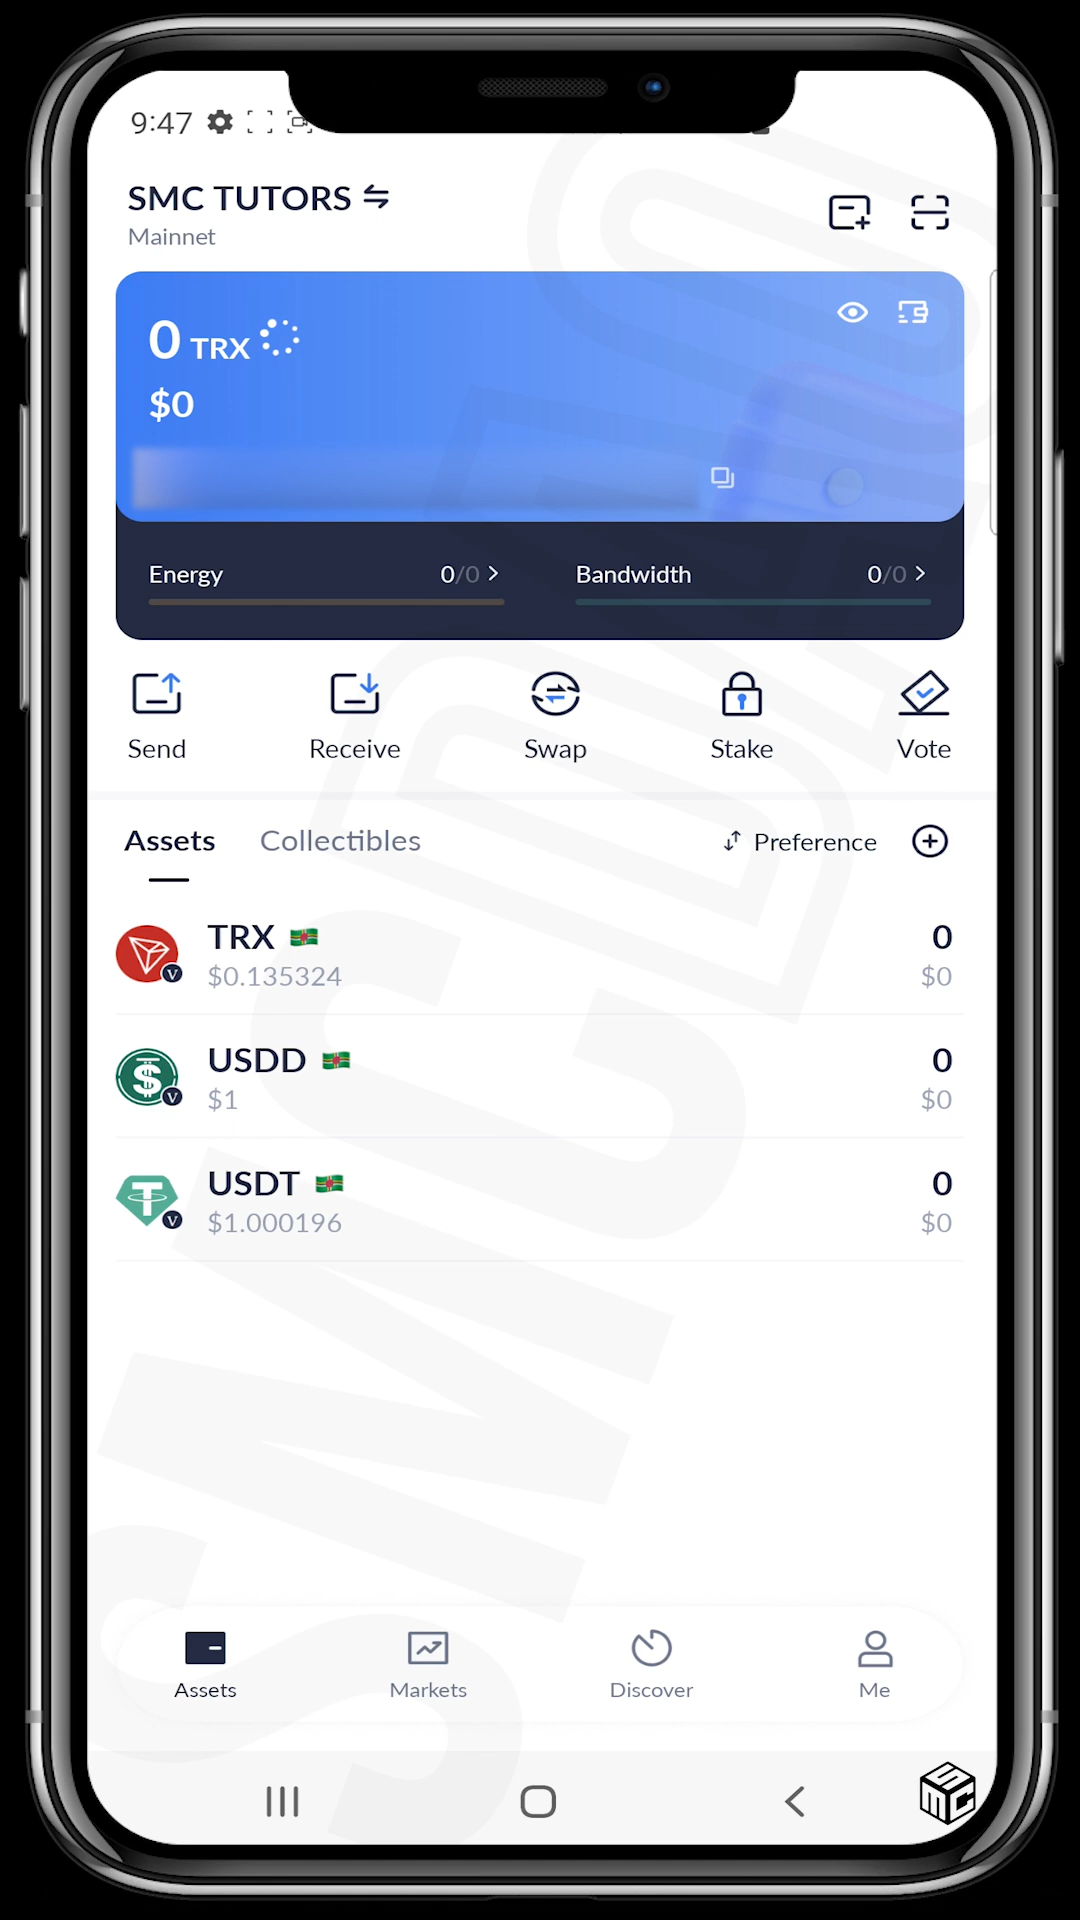 9:47
SMC TUTORS
Mainnet
0 TRX
$0
Energy 0/0 Bandwidth 0/0
Send Receive Swap Stake Vote
Assets Collectibles Preference
TRX 0
$0.135324 $0
USDD 0
$1 $0
USDT 0
$1.000196 $0
Assets Markets Discover Me
SMC